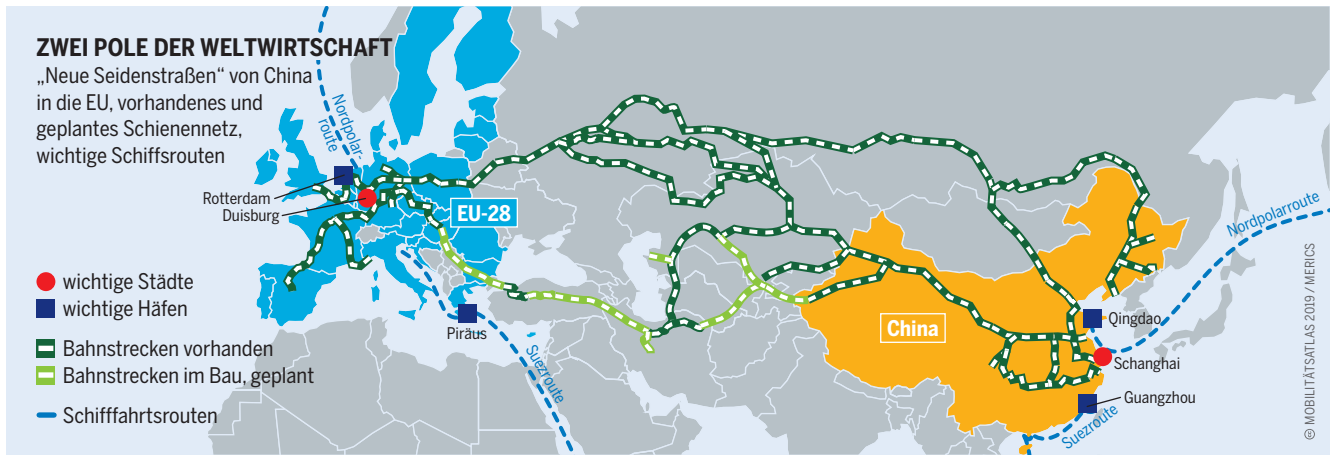 ZWEI POLE DER WELTWIRTSCHAFT
„Neue Seidenstraßen“ von China
in die EU, vorhandenes und
geplantes Schienennetz,
wichtige Schiffsrouten
Nordpolar-
route
Rotterdam
Duisburg
EU-28
wichtige Städte
wichtige Häfen
Bahnstrecken vorhanden
Bahnstrecken im Bau, geplant
Schifffahrtsrouten
Piräus
Suezroute
China
Nordpolarroute
Qingdao
Schanghai
Guangzhou
Suezroute
© MOBILITÄTSATLAS 2019 / MERICS